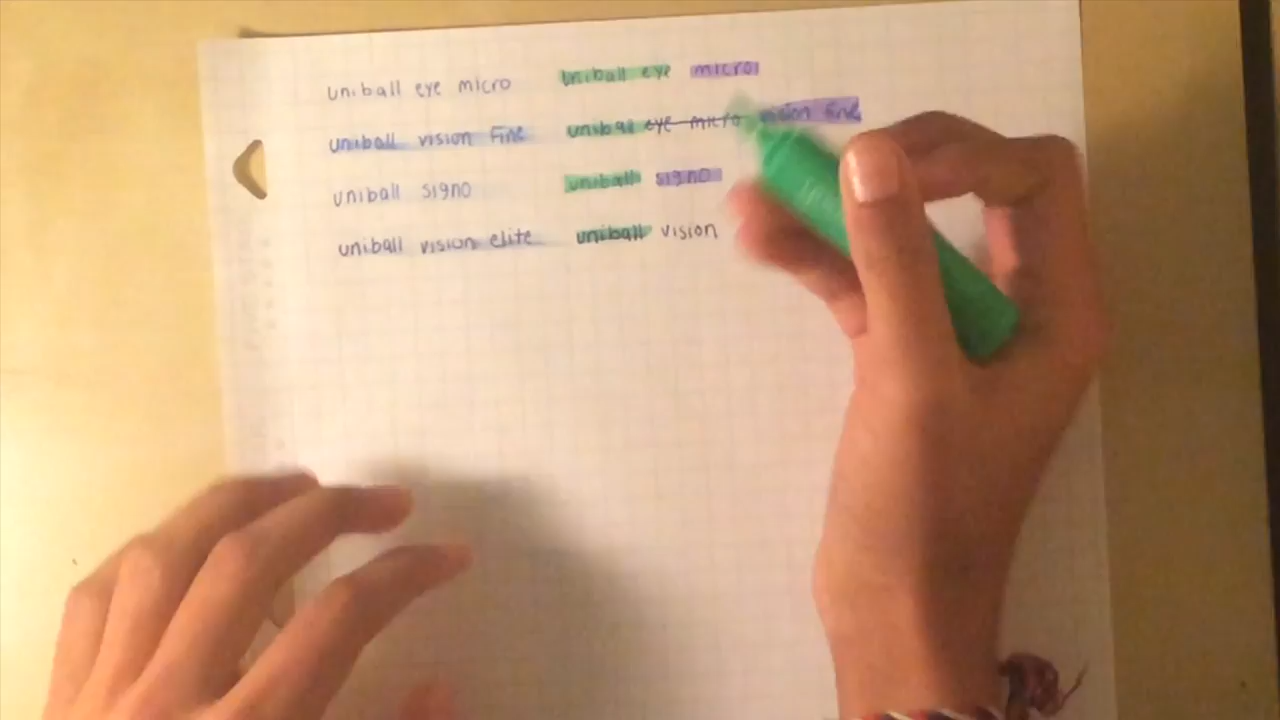 uniball eye micro uniball eye micro
uniball vision fine uniball eye micro vision fine
uniball signo uniball signo
uniball vision elite uniball vision